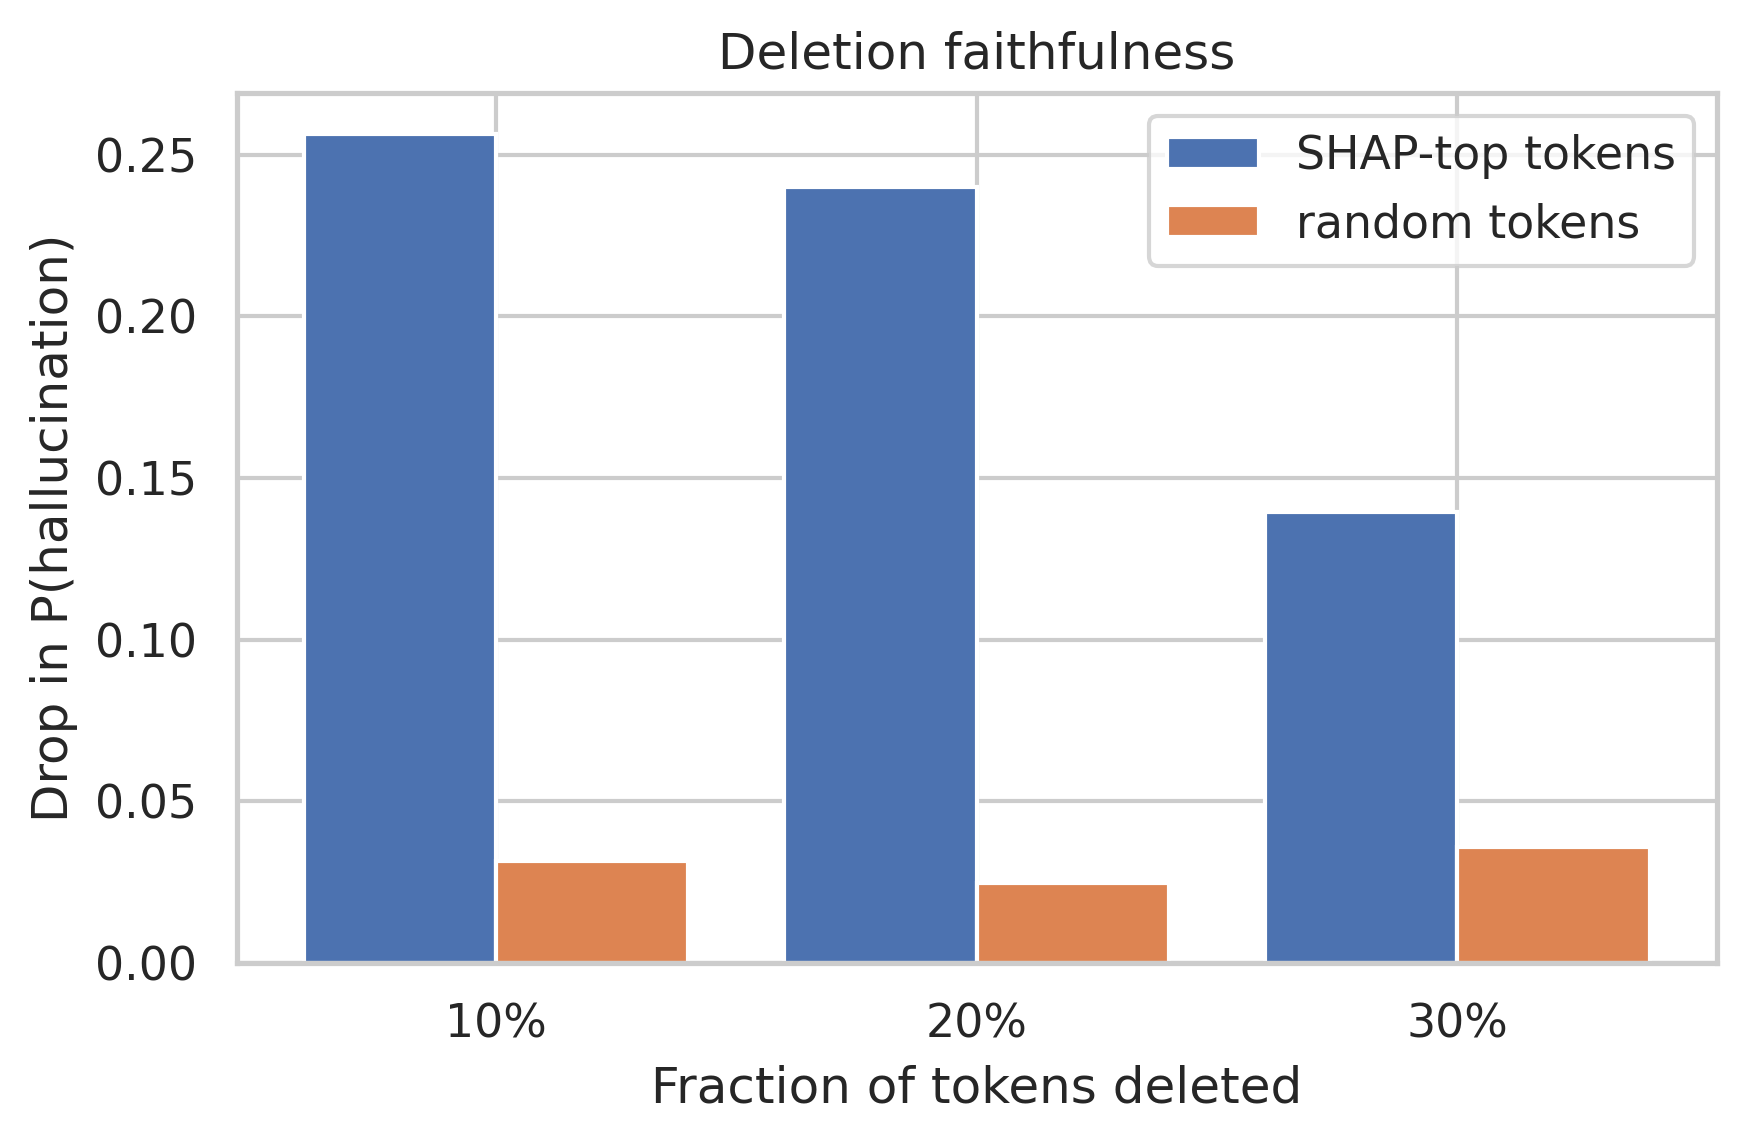 Deletion faithfulness
SHAP-top tokens
random tokens
Drop in P(hallucination)
0.25
0.20
0.15
0.10
0.05
0.00
10%
20%
30%
Fraction of tokens deleted